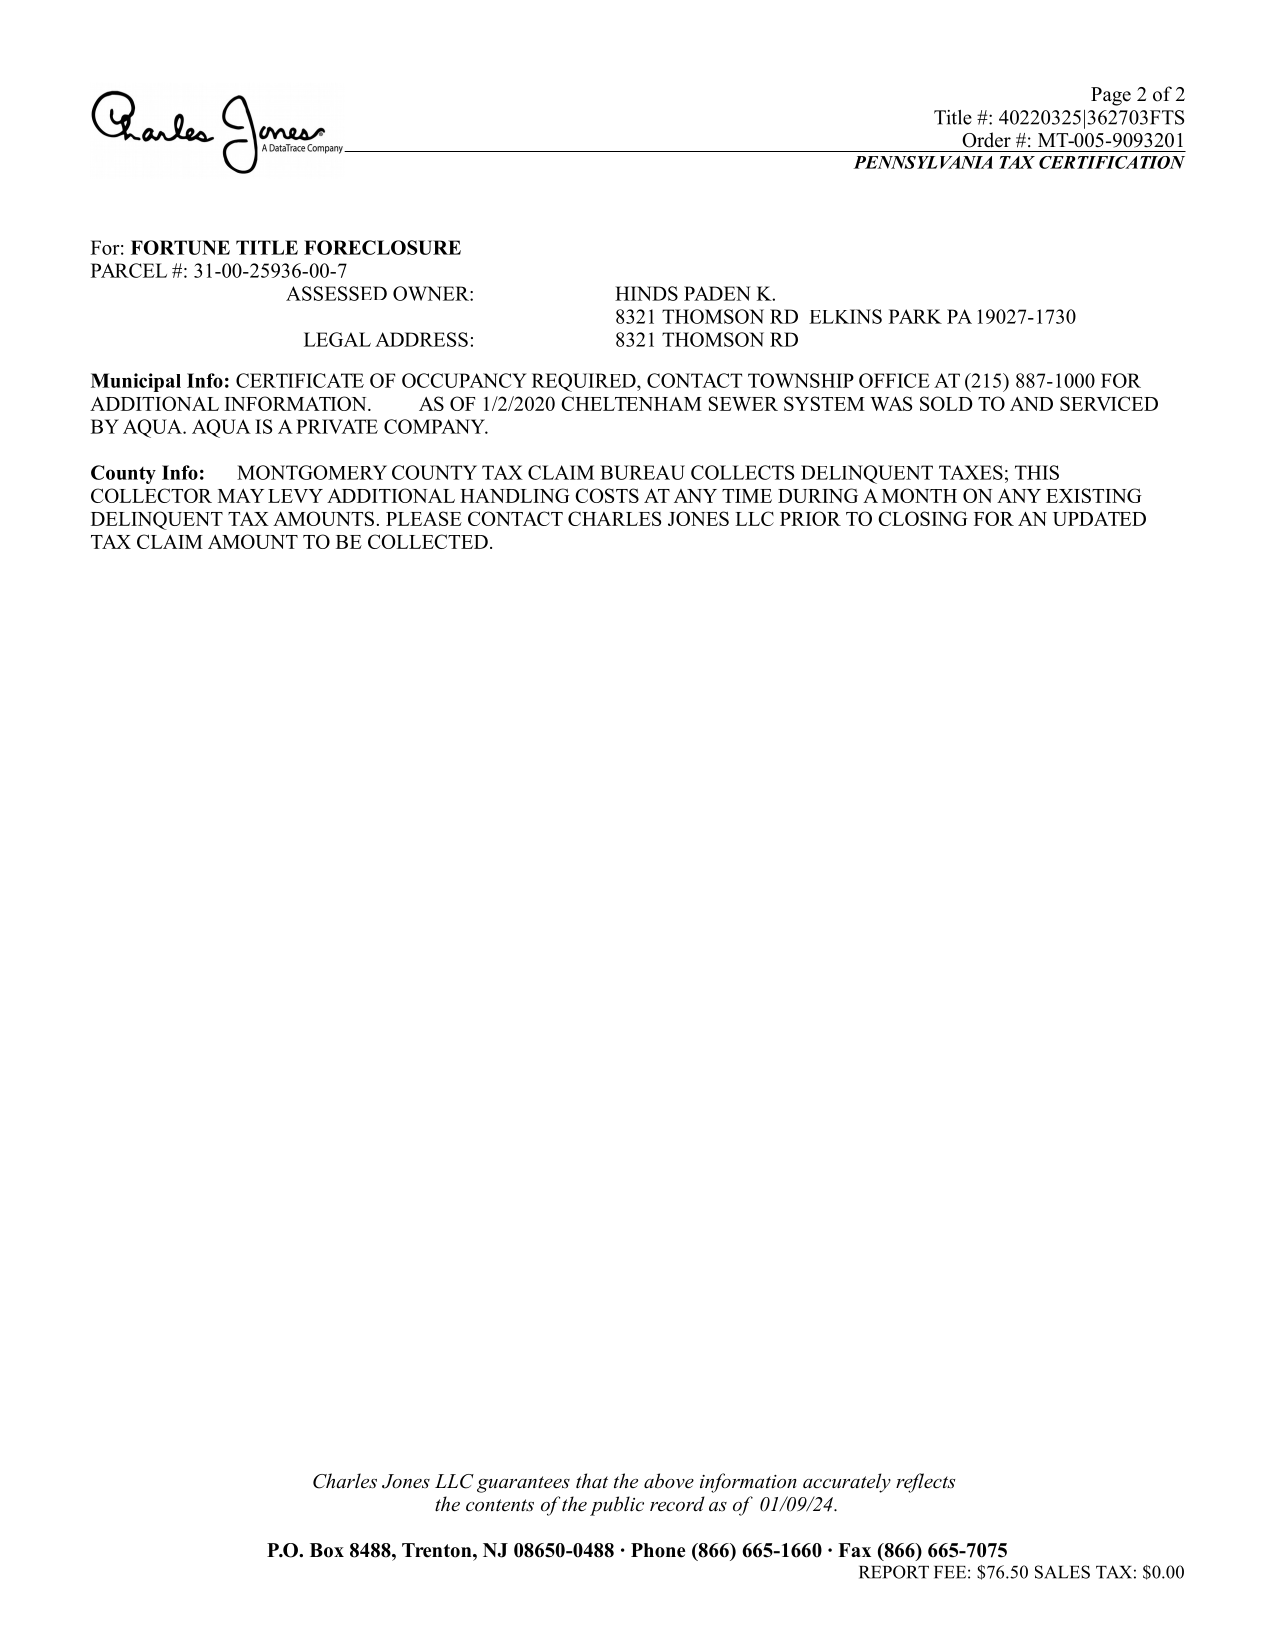 Charles Jones
A DataTrace Company
Page 2 of 2
Title #: 40220325|362703FTS
Order #: MT-005-9093201
PENNSYLVANIA TAX CERTIFICATION
For: FORTUNE TITLE FORECLOSURE
PARCEL #: 31-00-25936-00-7
ASSESSED OWNER: HINDS PADEN K.
8321 THOMSON RD ELKINS PARK PA 19027-1730
LEGAL ADDRESS: 8321 THOMSON RD
Municipal Info: CERTIFICATE OF OCCUPANCY REQUIRED, CONTACT TOWNSHIP OFFICE AT (215) 887-1000 FOR
ADDITIONAL INFORMATION. AS OF 1/2/2020 CHELTENHAM SEWER SYSTEM WAS SOLD TO AND SERVICED
BY AQUA. AQUA IS A PRIVATE COMPANY.
County Info: MONTGOMERY COUNTY TAX CLAIM BUREAU COLLECTS DELINQUENT TAXES; THIS
COLLECTOR MAY LEVY ADDITIONAL HANDLING COSTS AT ANY TIME DURING A MONTH ON ANY EXISTING
DELINQUENT TAX AMOUNTS. PLEASE CONTACT CHARLES JONES LLC PRIOR TO CLOSING FOR AN UPDATED
TAX CLAIM AMOUNT TO BE COLLECTED.
Charles Jones LLC guarantees that the above information accurately reflects
the contents of the public record as of 01/09/24.
P.O. Box 8488, Trenton, NJ 08650-0488 · Phone (866) 665-1660 · Fax (866) 665-7075
REPORT FEE: $76.50 SALES TAX: $0.00